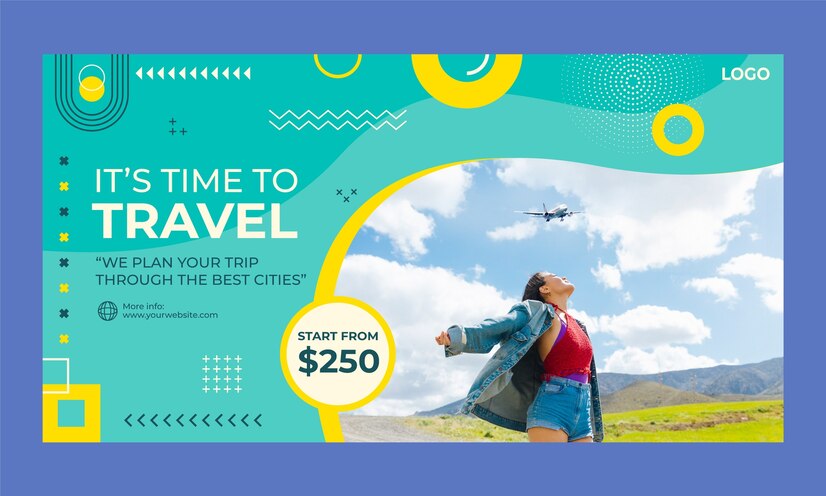 LOGO
IT’S TIME TO
TRAVEL
“WE PLAN YOUR TRIP
THROUGH THE BEST CITIES”
More info:
www.yourwebsite.com
START FROM
$250